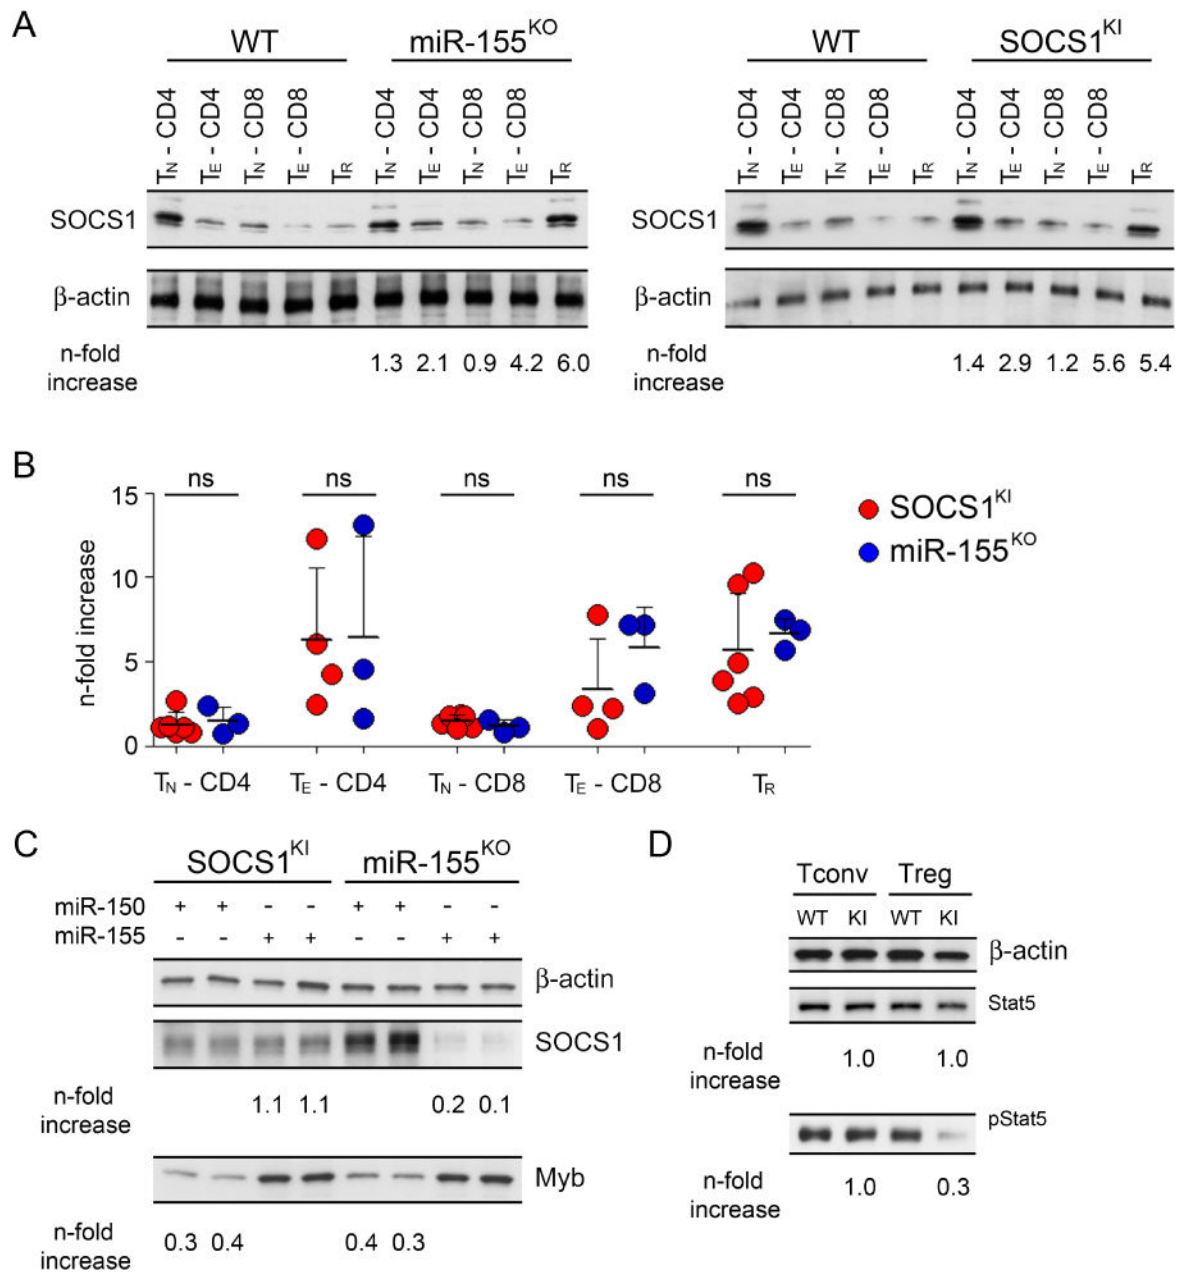 A
WT miR-155KO
TN - CD4 TE - CD4 TN - CD8 TE - CD8 TR TN - CD4 TE - CD4 TN - CD8 TE - CD8 TR
SOCS1
β-actin
n-fold increase 1.3 2.1 0.9 4.2 6.0
WT SOCS1KI
TN - CD4 TE - CD4 TN - CD8 TE - CD8 TR TN - CD4 TE - CD4 TN - CD8 TE - CD8 TR
SOCS1
β-actin
n-fold increase 1.4 2.9 1.2 5.6 5.4
B
ns ns ns ns ns
n-fold increase
15
10
5
0
TN - CD4 TE - CD4 TN - CD8 TE - CD8 TR
SOCS1KI
miR-155KO
C
SOCS1KI miR-155KO
miR-150 + + - - + + - -
miR-155 - - + + - - + +
β-actin
SOCS1
n-fold increase 1.1 1.1 0.2 0.1
Myb
n-fold increase 0.3 0.4 0.4 0.3
D
Tconv Treg
WT KI WT KI
β-actin
Stat5
n-fold increase 1.0 1.0
pStat5
n-fold increase 1.0 0.3